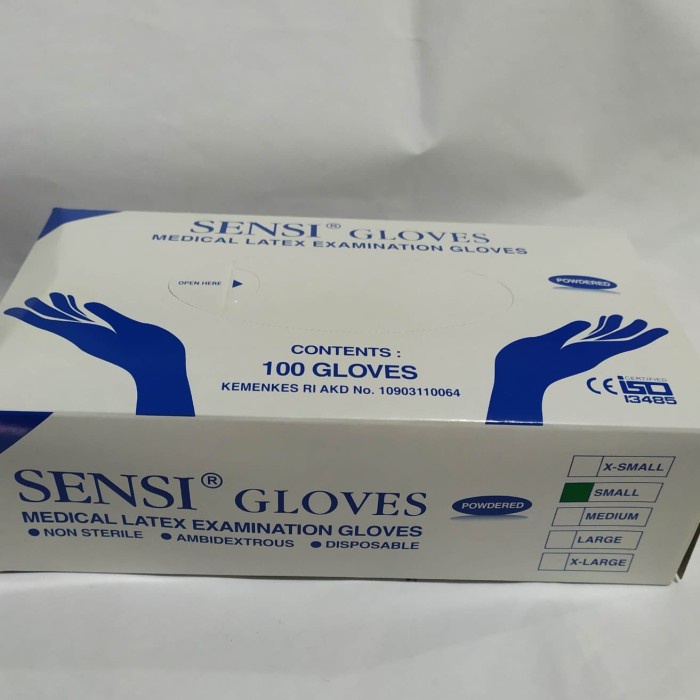 SENSI® GLOVES
MEDICAL LATEX EXAMINATION GLOVES
OPEN HERE
POWDERED
CONTENTS :
100 GLOVES
KEMENKES RI AKD No. 10903110064
CE
CERTIFIED
ISO
13485
SENSI® GLOVES
MEDICAL LATEX EXAMINATION GLOVES
● NON STERILE ● AMBIDEXTROUS ● DISPOSABLE
POWDERED
X-SMALL
SMALL
MEDIUM
LARGE
X-LARGE